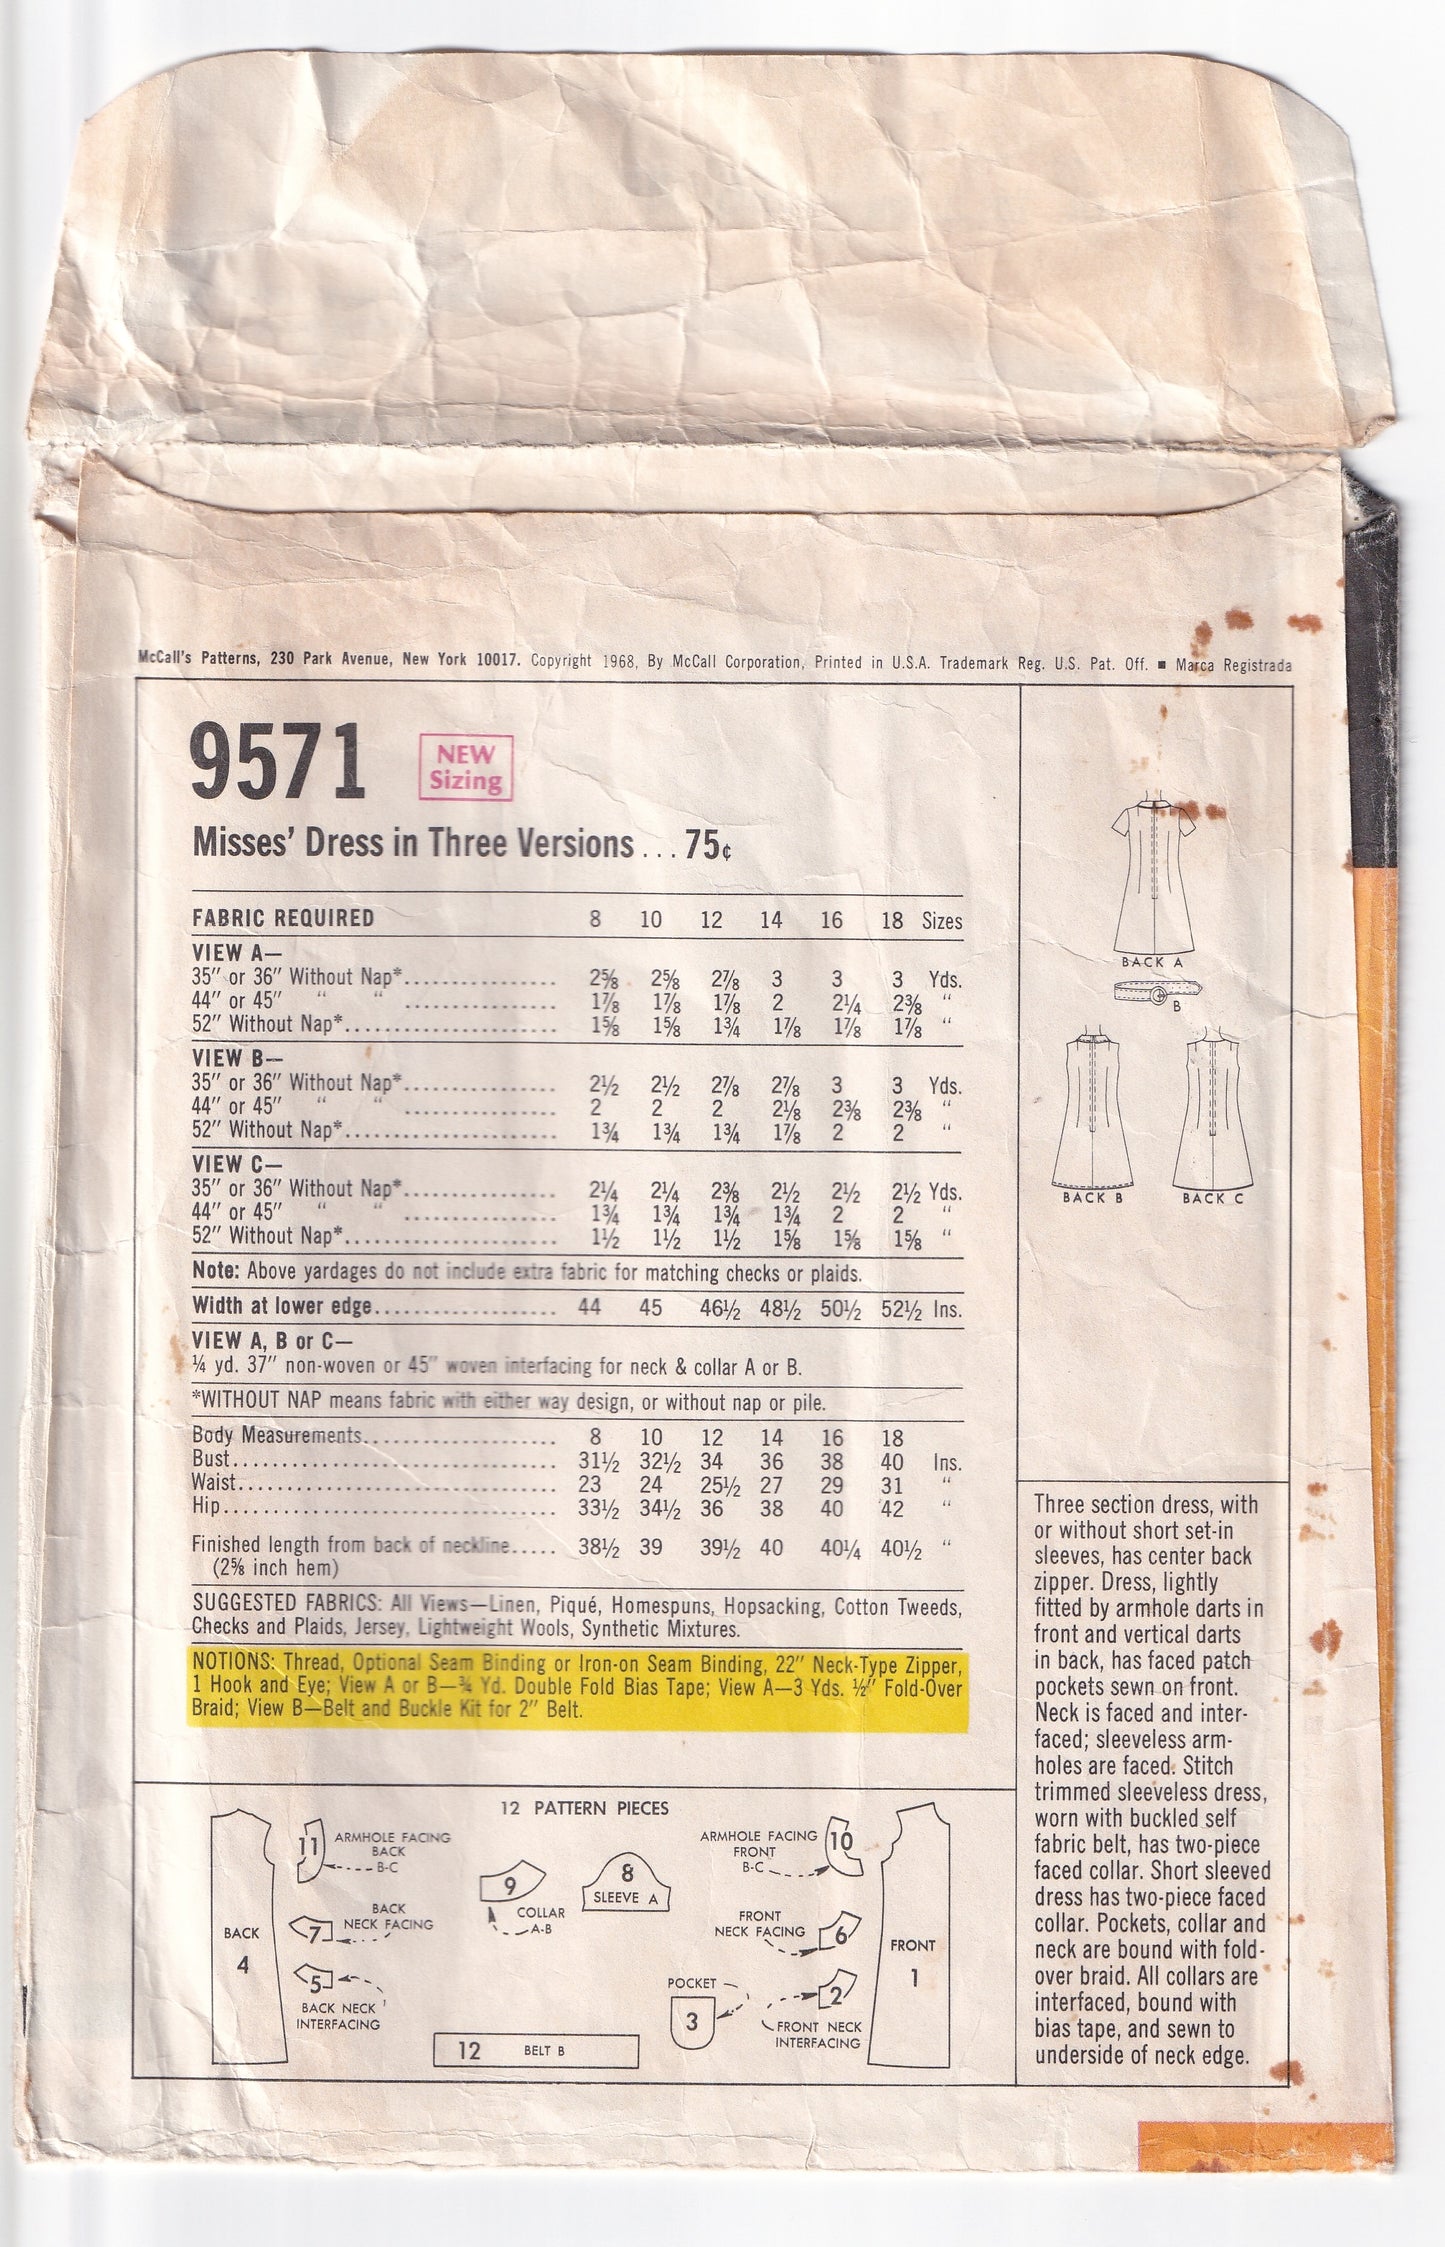 McCall's Patterns, 230 Park Avenue, New York 10017. Copyright 1968, By McCall Corporation, Printed in U.S.A. Trademark Reg. U.S. Pat. Off. ■ Marca Registrada
9571
NEW
Sizing
Misses' Dress in Three Versions...75¢
FABRIC REQUIRED 8 10 12 14 16 18 Sizes
VIEW A—
35" or 36" Without Nap*................ 2⅝ 2⅝ 2⅞ 3 3 3 Yds.
44" or 45" " " ................ 1⅞ 1⅞ 1⅞ 2 2¼ 2⅜ "
52" Without Nap*...................... 1⅝ 1⅝ 1¾ 1⅞ 1⅞ 1⅞ "
VIEW B—
35" or 36" Without Nap*................ 2½ 2½ 2⅞ 2⅞ 3 3 Yds.
44" or 45" " " ................ 2 2 2 2⅛ 2⅜ 2⅜ "
52" Without Nap*...................... 1¾ 1¾ 1¾ 1⅞ 2 2 "
VIEW C—
35" or 36" Without Nap*................ 2¼ 2¼ 2⅜ 2½ 2½ 2½ Yds.
44" or 45" " " ................ 1¾ 1¾ 1¾ 1¾ 2 2 "
52" Without Nap*...................... 1½ 1½ 1½ 1⅝ 1⅝ 1⅝ "
Note: Above yardages do not include extra fabric for matching checks or plaids.
Width at lower edge................... 44 45 46½ 48½ 50½ 52½ Ins.
VIEW A, B or C—
¼ yd. 37" non-woven or 45" woven interfacing for neck & collar A or B.
*WITHOUT NAP means fabric with either way design, or without nap or pile.
Body Measurements.................... 8 10 12 14 16 18
Bust.................................. 31½ 32½ 34 36 38 40 Ins.
Waist................................. 23 24 25½ 27 29 31 "
Hip................................... 33½ 34½ 36 38 40 42 "
Finished length from back of neckline..... 38½ 39 39½ 40 40¼ 40½ "
(2⅝ inch hem)
SUGGESTED FABRICS: All Views—Linen, Piqué, Homespuns, Hopsacking, Cotton Tweeds,
Checks and Plaids, Jersey, Lightweight Wools, Synthetic Mixtures.
NOTIONS: Thread, Optional Seam Binding or Iron-on Seam Binding, 22" Neck-Type Zipper,
1 Hook and Eye; View A or B—¾ Yd. Double Fold Bias Tape; View A—3 Yds. ½" Fold-Over
Braid; View B—Belt and Buckle Kit for 2" Belt.
BACK A
B
BACK B BACK C
Three section dress, with
or without short set-in
sleeves, has center back
zipper. Dress, lightly
fitted by armhole darts in
front and vertical darts
in back, has faced patch
pockets sewn on front.
Neck is faced and inter-
faced; sleeveless arm-
holes are faced. Stitch
trimmed sleeveless dress,
worn with buckled self
fabric belt, has two-piece
faced collar. Short sleeved
dress has two-piece faced
collar. Pockets, collar and
neck are bound with fold-
over braid. All collars are
interfaced, bound with
bias tape, and sewn to
underside of neck edge.
12 PATTERN PIECES
BACK
4
11
ARMHOLE FACING
BACK
B-C
7
BACK
NECK FACING
5
BACK NECK
INTERFACING
9
COLLAR
A-B
8
SLEEVE A
12 BELT B
ARMHOLE FACING
FRONT
B-C
10
FRONT
NECK FACING
6
POCKET
3
2
FRONT NECK
INTERFACING
FRONT
1